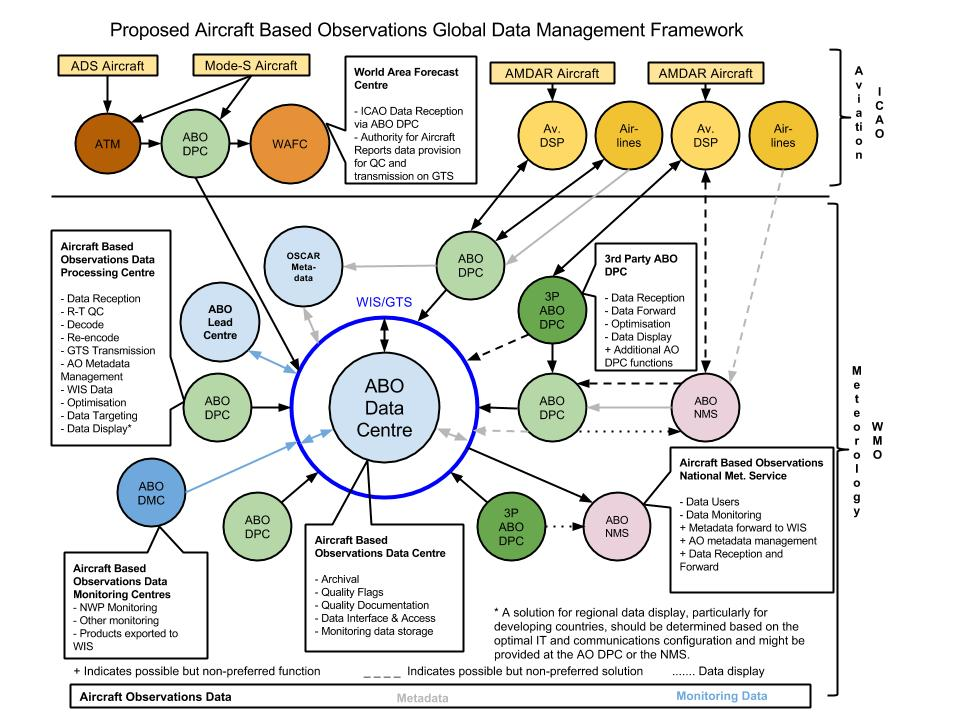 Proposed Aircraft Based Observations Global Data Management Framework
ADS Aircraft
Mode-S Aircraft
World Area Forecast
Centre
- ICAO Data Reception
via ABO DPC
- Authority for Aircraft
Reports data provision
for QC and
transmission on GTS
AMDAR Aircraft
AMDAR Aircraft
ATM
ABO
DPC
WAFC
Av.
DSP
Air-
lines
Av.
DSP
Air-
lines
Aviation
ICAO
Aircraft Based
Observations Data
Processing Centre
- Data Reception
- R-T QC
- Decode
- Re-encode
- GTS Transmission
- AO Metadata
Management
- WIS Data
- Optimisation
- Data Targeting
- Data Display*
OSCAR
Meta-
data
ABO
DPC
3rd Party ABO
DPC
- Data Reception
- Data Forward
- Optimisation
- Data Display
+ Additional AO
DPC functions
3P
ABO
DPC
WIS/GTS
ABO
Lead
Centre
ABO
DPC
ABO
Data
Centre
ABO
DPC
ABO
NMS
Meteorology
WMO
ABO
DMC
ABO
DPC
3P
ABO
DPC
ABO
NMS
Aircraft Based Observations
National Met. Service
- Data Users
- Data Monitoring
+ Metadata forward to WIS
+ AO metadata management
+ Data Reception and
Forward
Aircraft Based
Observations Data
Monitoring Centres
- NWP Monitoring
- Other monitoring
- Products exported to
WIS
Aircraft Based
Observations Data Centre
- Archival
- Quality Flags
- Quality Documentation
- Data Interface & Access
- Monitoring data storage
* A solution for regional data display, particularly for
developing countries, should be determined based on the
optimal IT and communications configuration and might be
provided at the AO DPC or the NMS.
+ Indicates possible but non-preferred function
____ Indicates possible but non-preferred solution
....... Data display
Aircraft Observations Data
Metadata
Monitoring Data